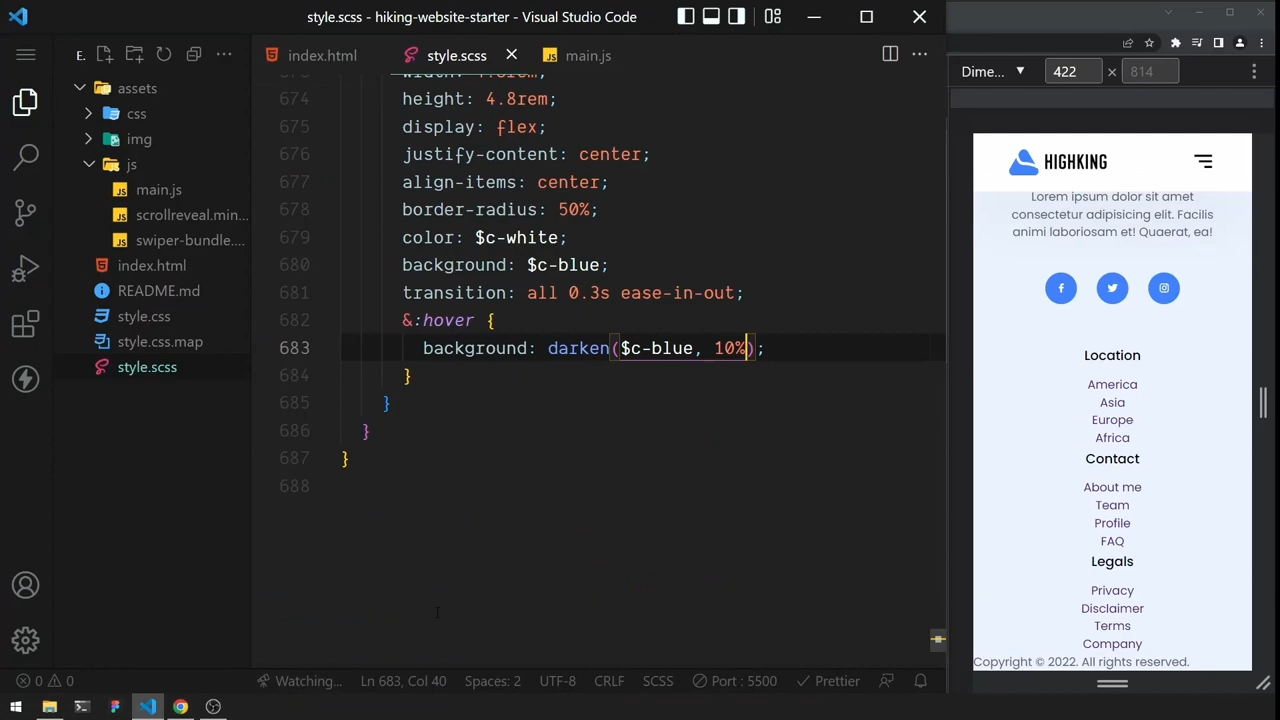 style.scss - hiking-website-starter - Visual Studio Code
E.
assets
css
img
js
main.js
scrollreveal.min...
swiper-bundle....
index.html
README.md
style.css
style.css.map
style.scss
index.html
style.scss
main.js
674 height: 4.8rem;
675 display: flex;
676 justify-content: center;
677 align-items: center;
678 border-radius: 50%;
679 color: $c-white;
680 background: $c-blue;
681 transition: all 0.3s ease-in-out;
682 &:hover {
683 background: darken($c-blue, 10%);
684 }
685 }
686 }
687 }
688
0 0
Watching...
Ln 683, Col 40
Spaces: 2
UTF-8
CRLF
SCSS
Port : 5500
Prettier
Dime...
422 × 814
HIGHKING
Lorem ipsum dolor sit amet
consectetur adipisicing elit. Facilis
animi laboriosam et! Quaerat, ea!
Location
America
Asia
Europe
Africa
Contact
About me
Team
Profile
FAQ
Legals
Privacy
Disclaimer
Terms
Company
Copyright © 2022. All rights reserved.